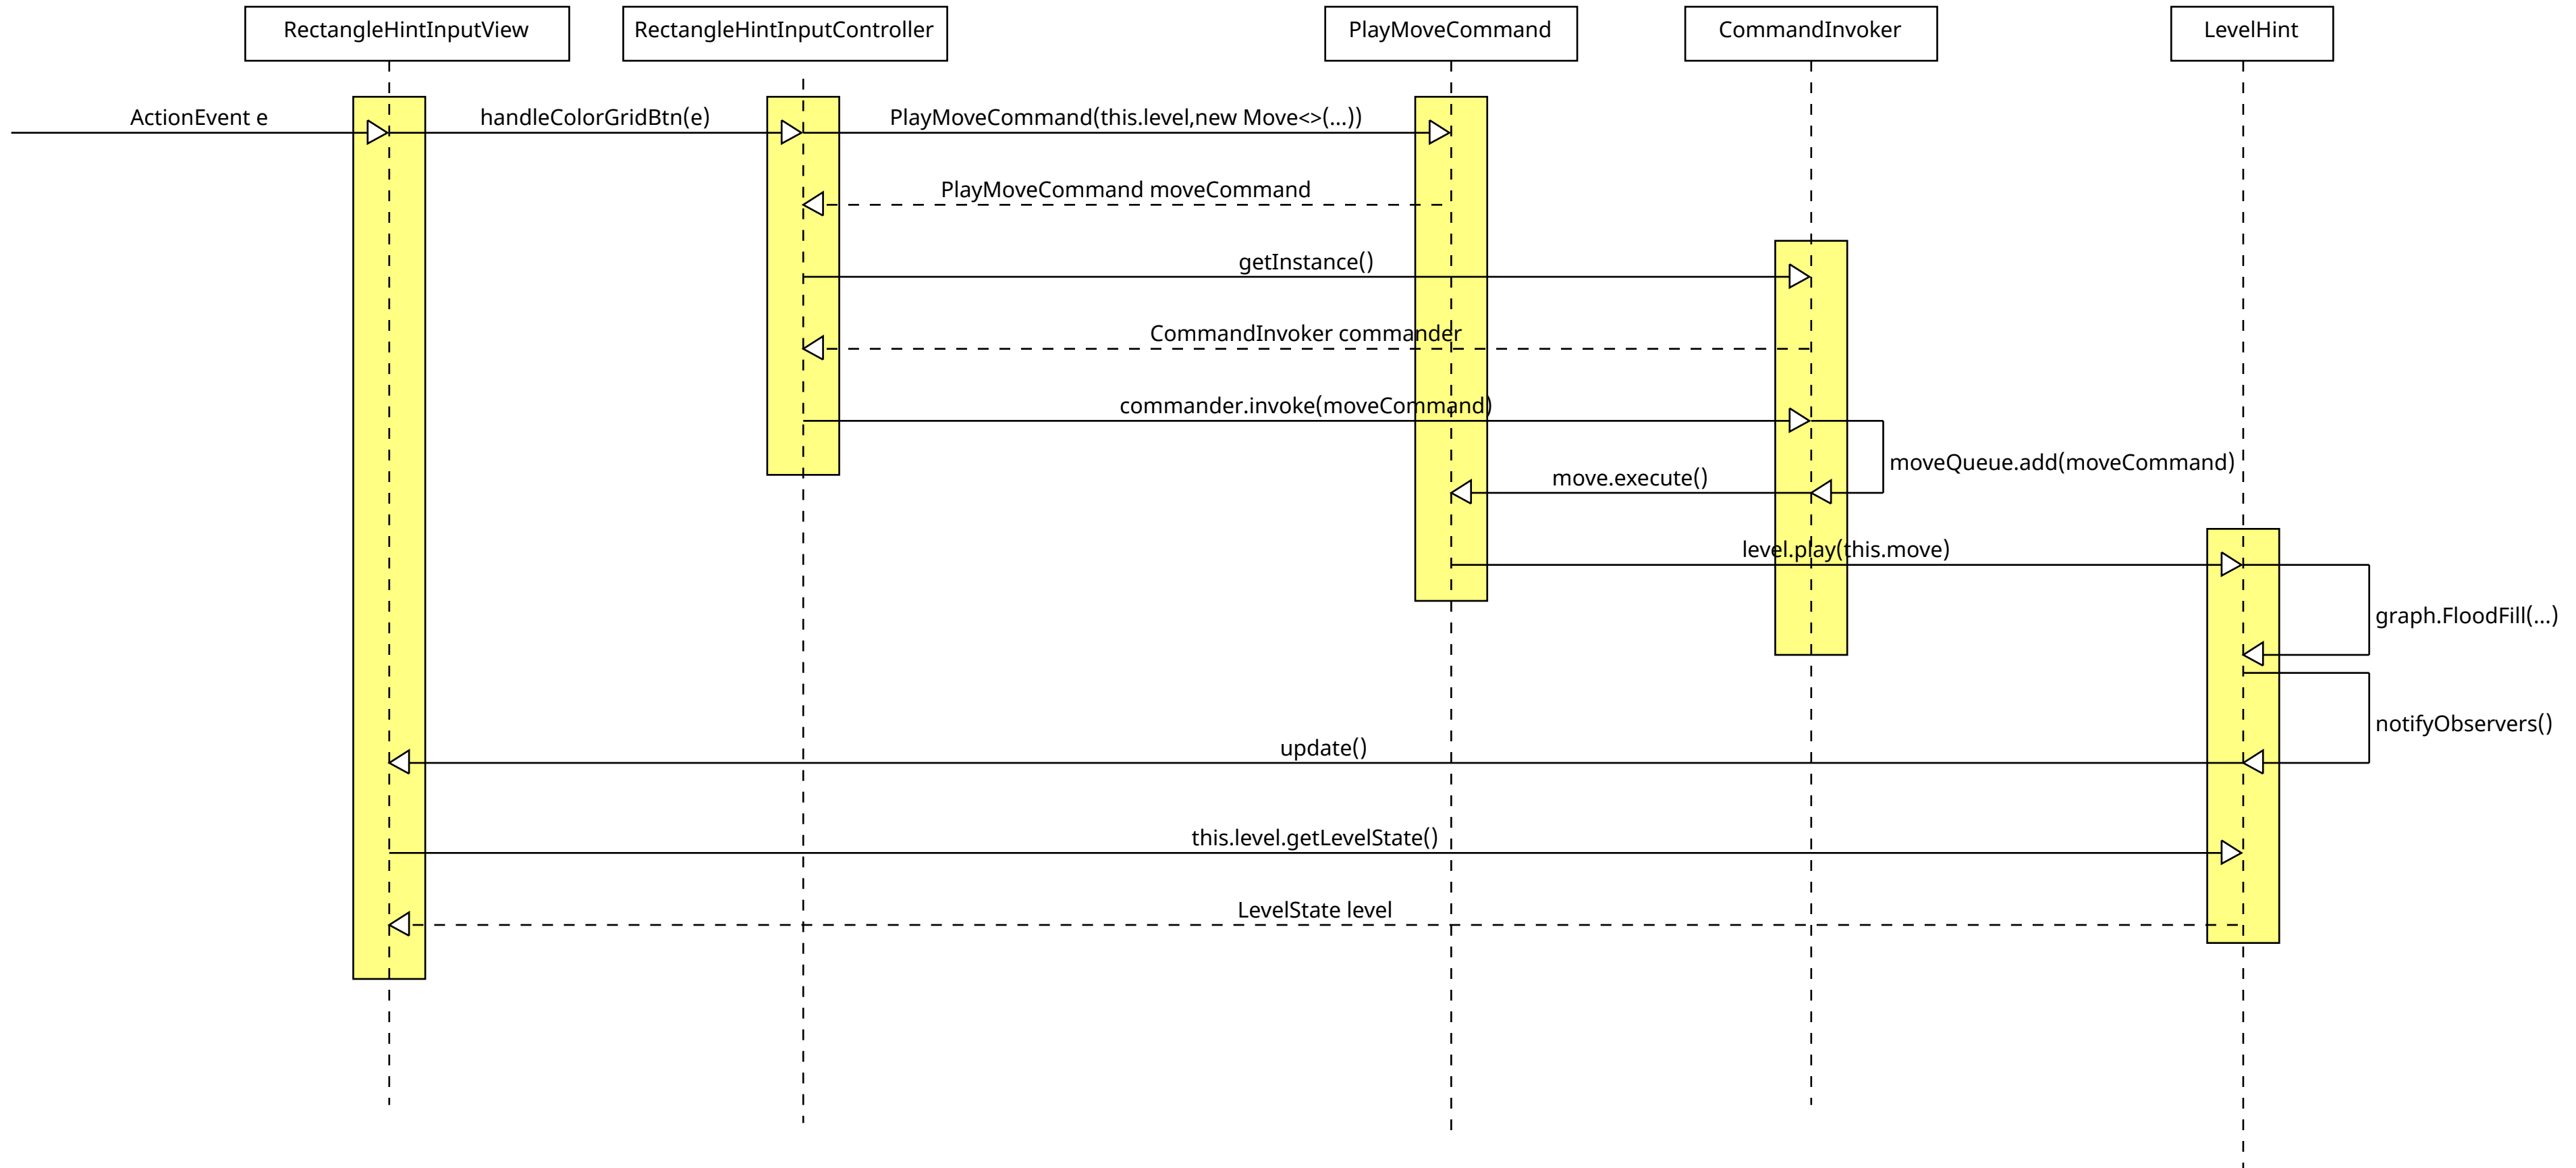 RectangleHintInputView
RectangleHintInputController
PlayMoveCommand
CommandInvoker
LevelHint
ActionEvent e
handleColorGridBtn(e)
PlayMoveCommand(this.level,new Move<>(...))
PlayMoveCommand moveCommand
getInstance()
CommandInvoker commander
commander.invoke(moveCommand)
moveQueue.add(moveCommand)
move.execute()
level.play(this.move)
graph.FloodFill(...)
notifyObservers()
update()
this.level.getLevelState()
LevelState level